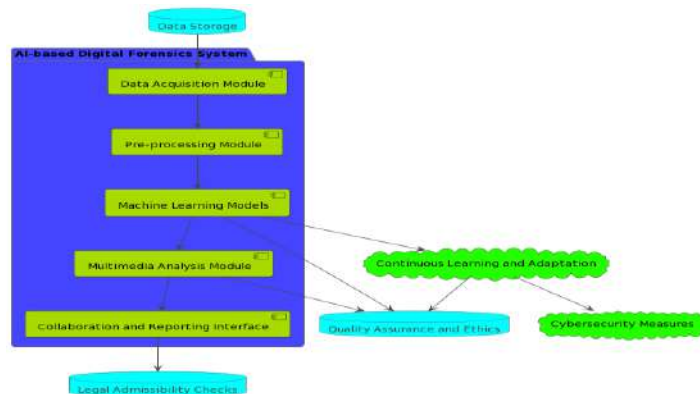 Data Storage
AI-based Digital Forensics System
Data Acquisition Module
Pre-processing Module
Machine Learning Models
Multimedia Analysis Module
Continuous Learning and Adaptation
Collaboration and Reporting Interface
Quality Assurance and Ethics
Cybersecurity Measures
Legal Admissibility Checks